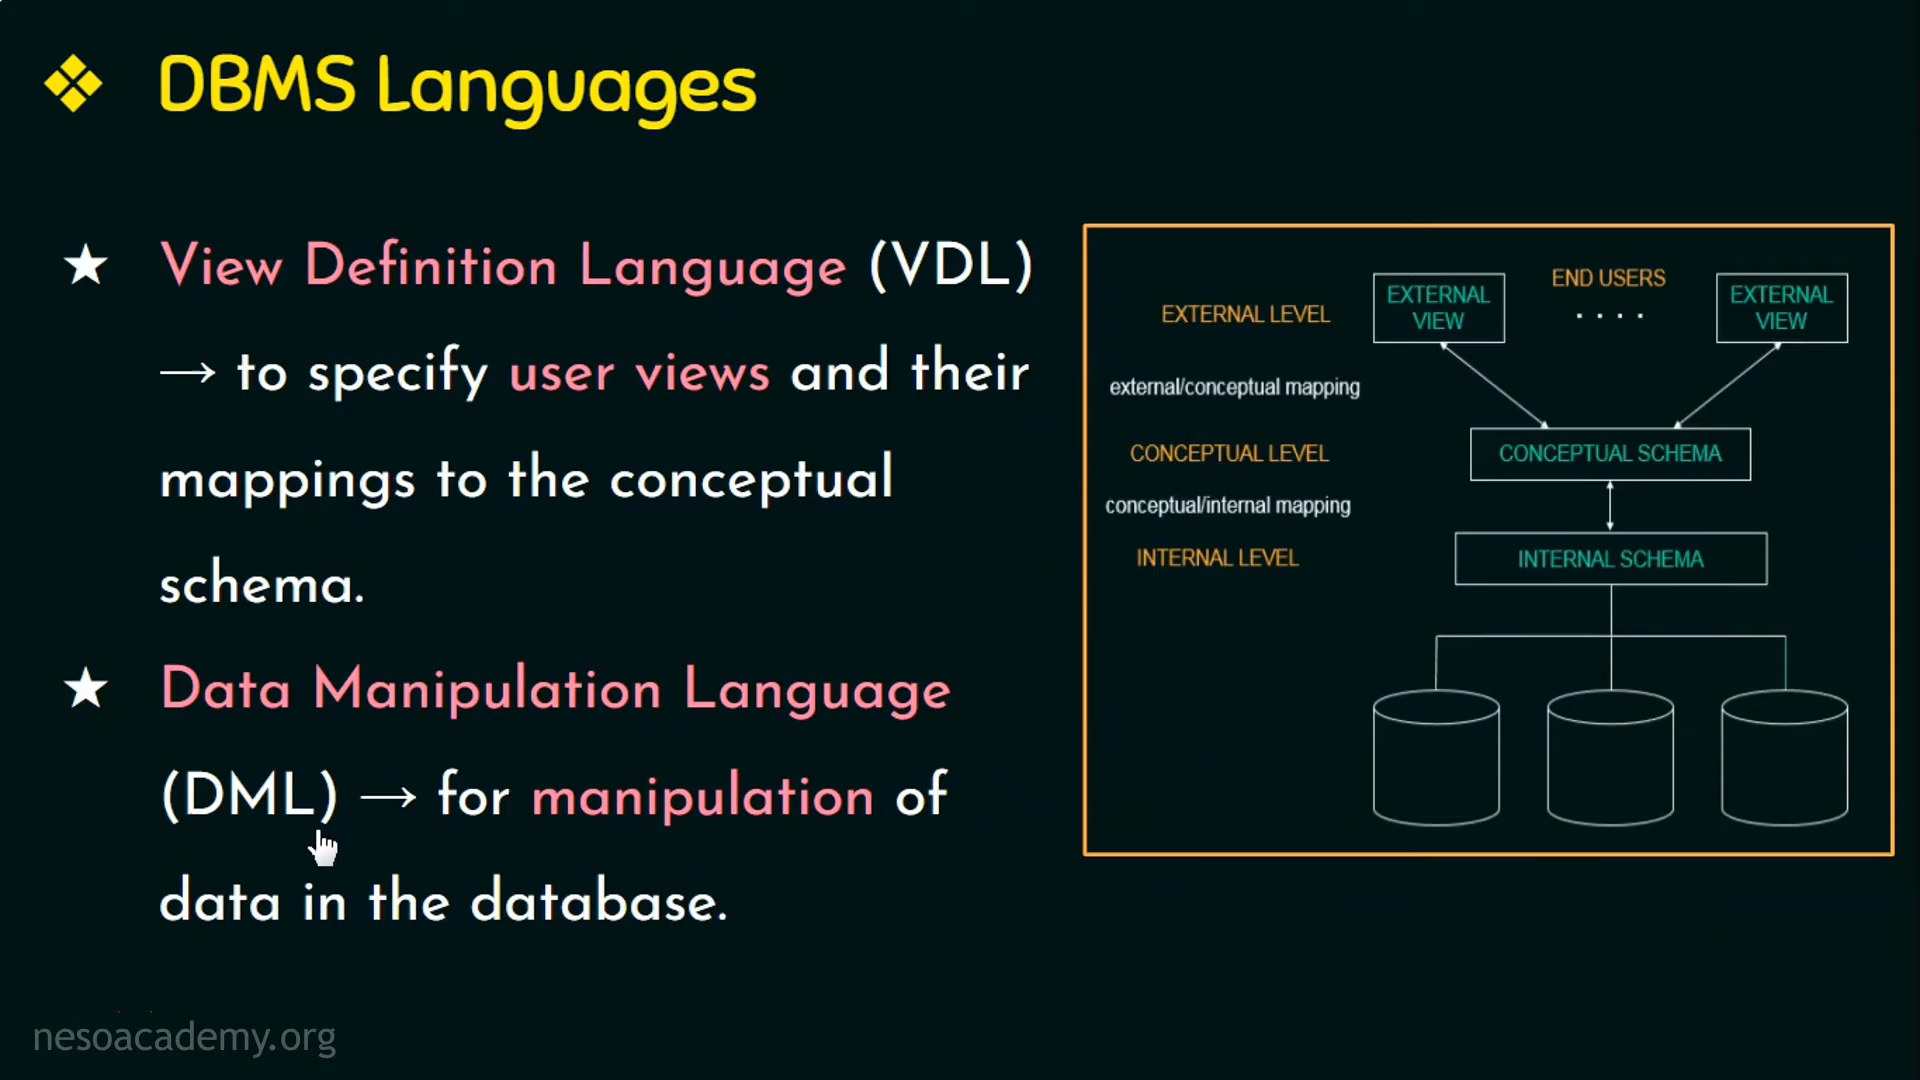 ❖ DBMS Languages
★ View Definition Language (VDL)
→ to specify user views and their
mappings to the conceptual
schema.
★ Data Manipulation Language
(DML) → for manipulation of
data in the database.
EXTERNAL LEVEL
EXTERNAL
VIEW
END USERS
. . . .
EXTERNAL
VIEW
external/conceptual mapping
CONCEPTUAL LEVEL
CONCEPTUAL SCHEMA
conceptual/internal mapping
INTERNAL LEVEL
INTERNAL SCHEMA
nesoacademy.org